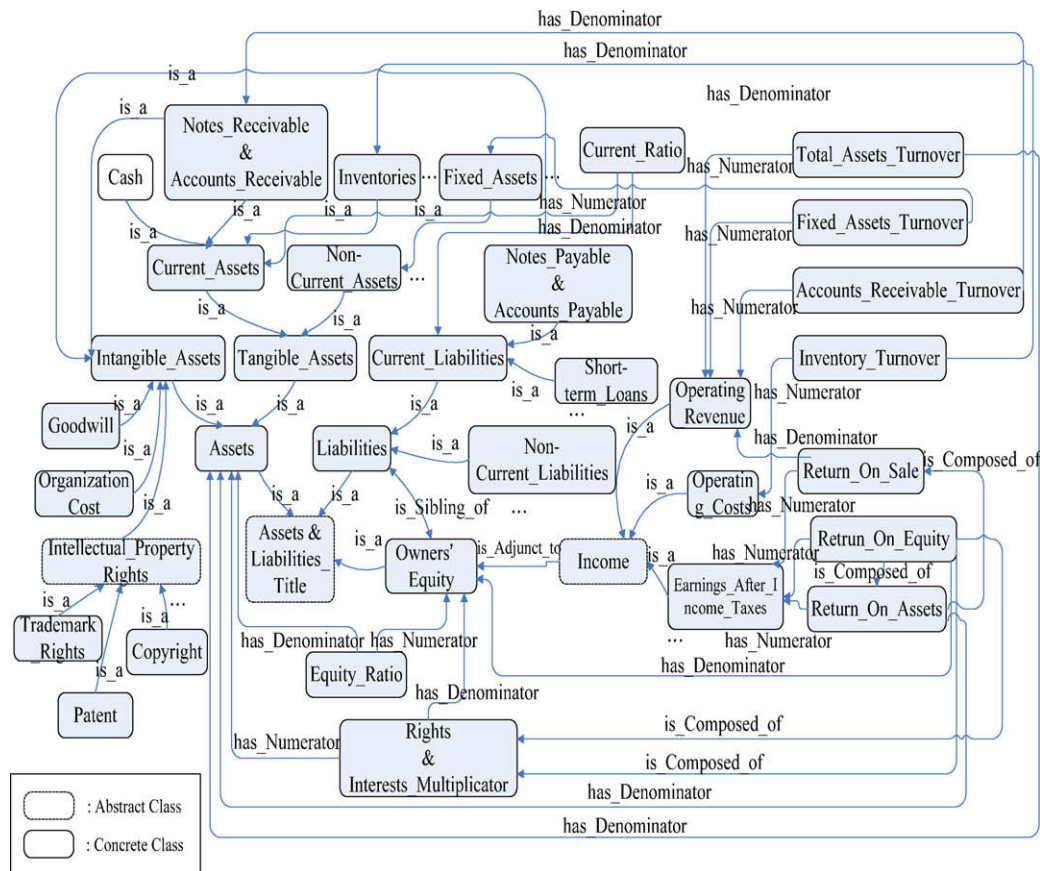 has_Denominator
has_Denominator
is_a
has_Denominator
is_a
Notes_Receivable
&
Accounts_Receivable
Cash
Inventories
...
Fixed_Assets
...
Current_Ratio
has_Numerator
Total_Assets_Turnover
is_a
is_a
is_a
is_a
has_Numerator
has_Denominator
has_Numerator
Fixed_Assets_Turnover
Current_Assets
Non-
Current_Assets
...
Notes_Payable
&
Accounts_Payable
has_Numerator
Accounts_Receivable_Turnover
is_a
is_a
is_a
Intangible_Assets
Tangible_Assets
Current_Liabilities
Inventory_Turnover
Short-
term_Loans
...
is_a
Operating
Revenue
has_Numerator
Goodwill
is_a
is_a
is_a
is_a
is_a
Assets
Liabilities
is_a
Non-
Current_Liabilities
...
has_Denominator
Return_On_Sale
is_Composed_of
Organization
Cost
is_a
is_a
is_a
is_a
is_Sibling_of
is_a
Operatin
g_Costs
has_Numerator
Intellectual_Property
Rights
Assets &
Liabilities_
Title
is_a
Owners'
Equity
is_Adjunct_to
Income
is_a
Earnings_After_I
ncome_Taxes
...
has_Numerator
Retrun_On_Equity
is_Composed_of
Return_On_Assets
has_Numerator
is_a
...
is_a
Trademark
_Rights
Copyright
is_a
Patent
has_Denominator
has_Numerator
Equity_Ratio
has_Denominator
has_Denominator
has_Numerator
Rights
&
Interests_Multiplicator
is_Composed_of
is_Composed_of
has_Denominator
has_Denominator
: Abstract Class
: Concrete Class